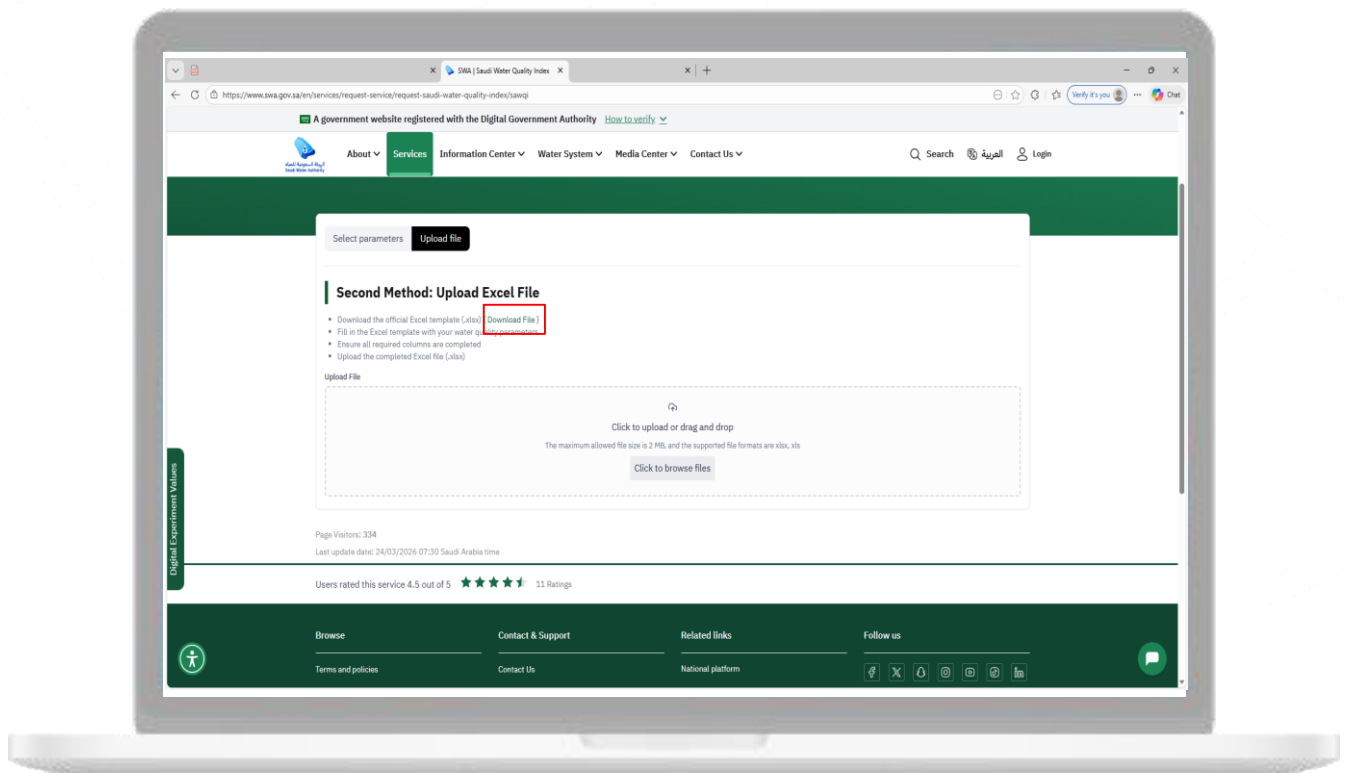 SWA | Saudi Water Quality Index
https://www.swa.gov.sa/en/services/request-service/request-saudi-water-quality-index/sawqi
Verify it's you
Chat
A government website registered with the Digital Government Authority How to verify
الهيئة السعودية للمياه
Saudi Water Authority
About Services Information Center Water System Media Center Contact Us Search العربية Login
Select parameters Upload file
Second Method: Upload Excel File
Download the official Excel template (.xlsx) ( Download File )
Fill in the Excel template with your water quality parameters
Ensure all required columns are completed
Upload the completed Excel file (.xlsx)
Upload File
Click to upload or drag and drop
The maximum allowed file size is 2 MB, and the supported file formats are xlsx, xls
Click to browse files
Digital Experiment Values
Page Visitors: 334
Last update date: 24/03/2026 07:30 Saudi Arabia time
Users rated this service 4.5 out of 5 11 Ratings
Browse Contact & Support Related links Follow us
Terms and policies Contact Us National platform